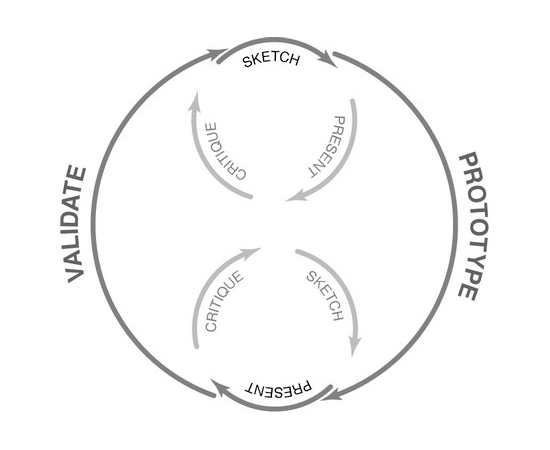 SKETCH
CRITIQUE
PRESENT
VALIDATE
PROTOTYPE
CRITIQUE
SKETCH
PRESENT